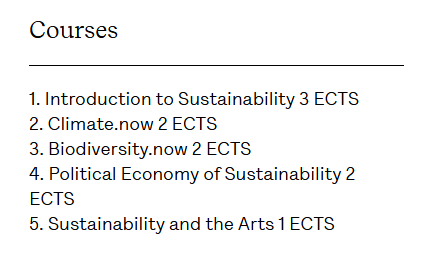 Courses
1. Introduction to Sustainability 3 ECTS
2. Climate.now 2 ECTS
3. Biodiversity.now 2 ECTS
4. Political Economy of Sustainability 2
ECTS
5. Sustainability and the Arts 1 ECTS